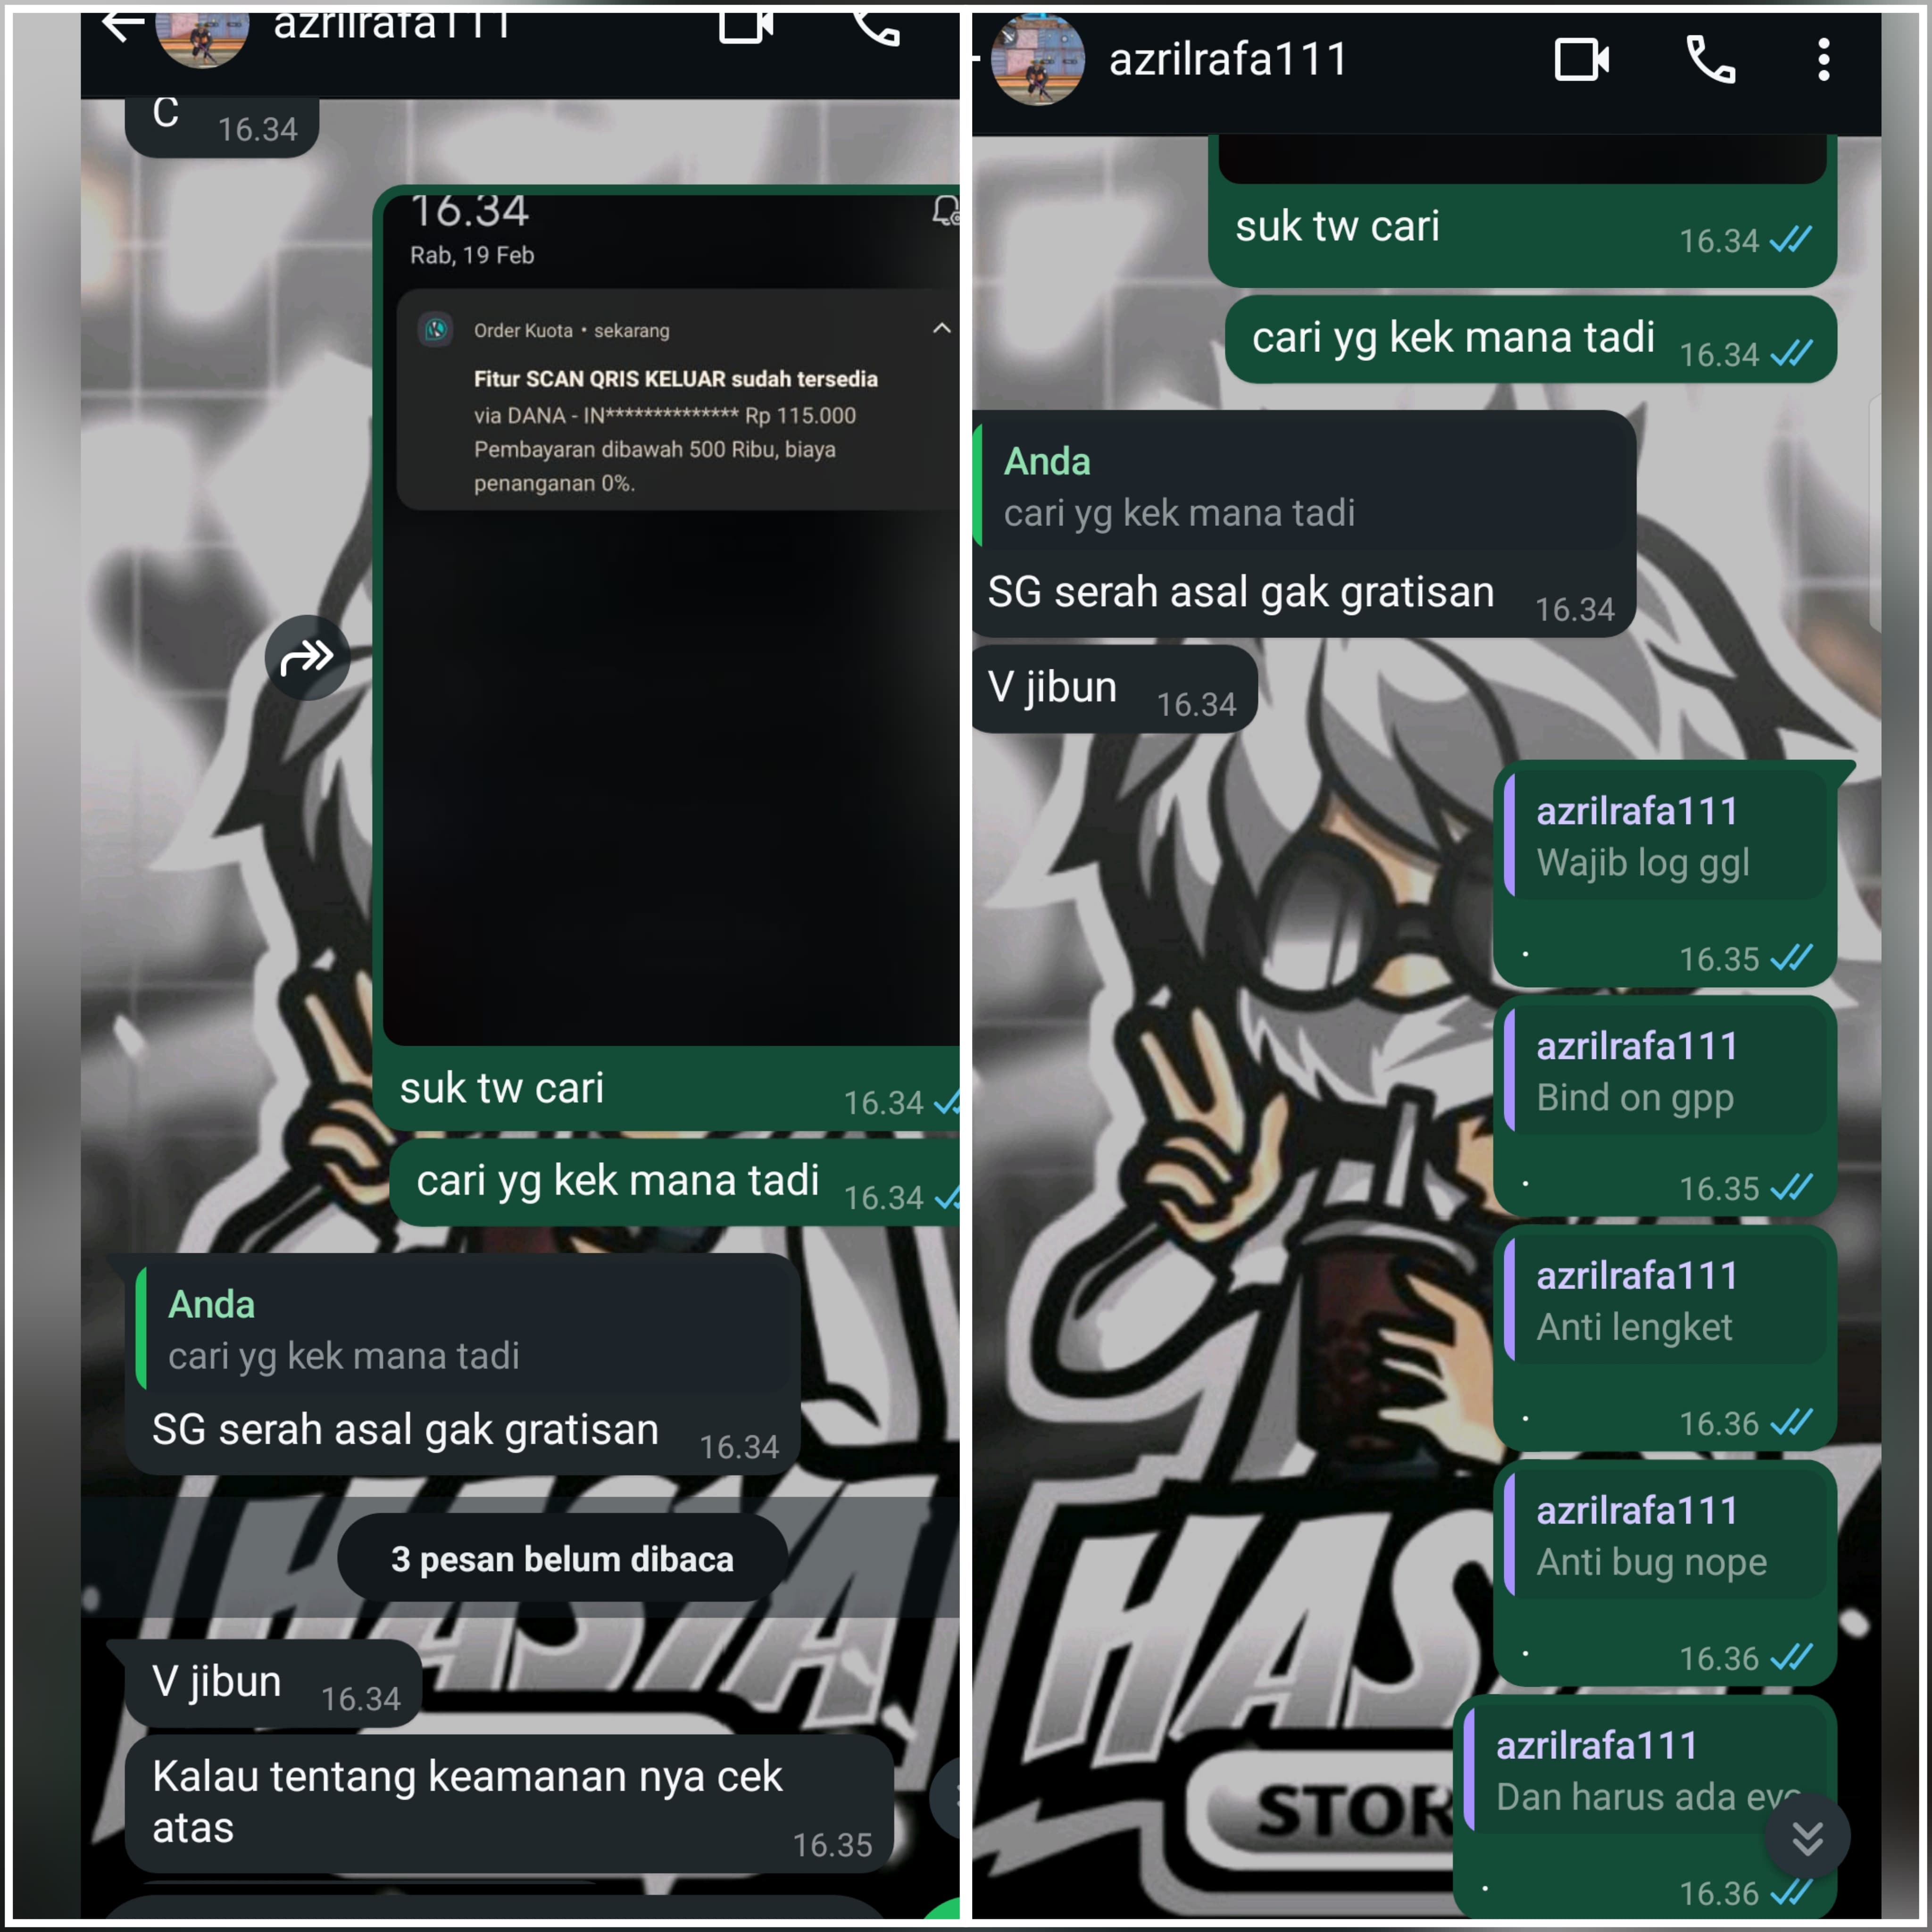 azrilrafa111
C 16.34
16.34
Rab, 19 Feb
Order Kuota • sekarang
Fitur SCAN QRIS KELUAR sudah tersedia
via DANA - IN************** Rp 115.000
Pembayaran dibawah 500 Ribu, biaya
penanganan 0%.
suk tw cari 16.34
cari yg kek mana tadi 16.34
Anda
cari yg kek mana tadi
SG serah asal gak gratisan 16.34
3 pesan belum dibaca
V jibun 16.34
Kalau tentang keamanan nya cek
atas 16.35
HASYA
azrilrafa111
suk tw cari 16.34
cari yg kek mana tadi 16.34
Anda
cari yg kek mana tadi
SG serah asal gak gratisan 16.34
V jibun 16.34
azrilrafa111
Wajib log ggl
. 16.35
azrilrafa111
Bind on gpp
. 16.35
azrilrafa111
Anti lengket
. 16.36
azrilrafa111
Anti bug nope
. 16.36
azrilrafa111
Dan harus ada evo
. 16.36
HAS
STOR